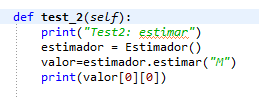 def test_2(self):
    print("Test2: estimar")
    estimador = Estimador()
    valor=estimador.estimar("M")
    print(valor[0][0])